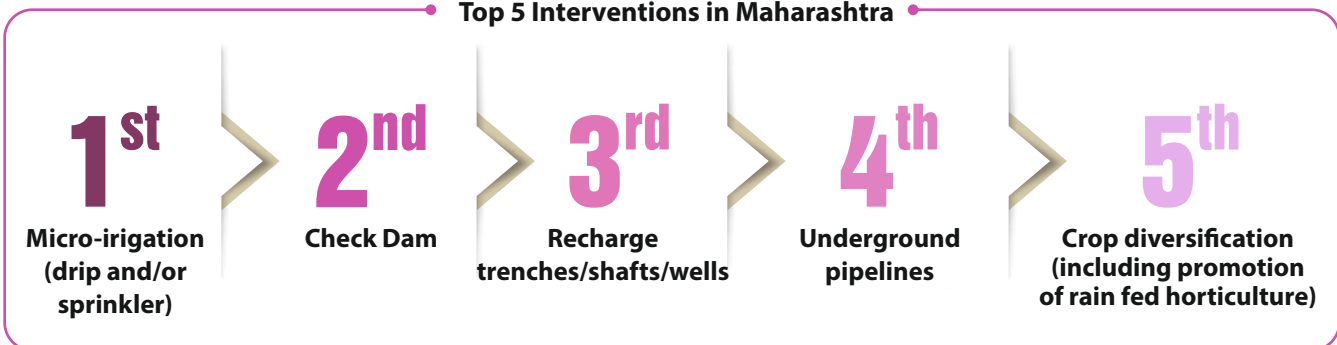 Top 5 Interventions in Maharashtra
1st
Micro-irigation
(drip and/or
sprinkler)
2nd
Check Dam
3rd
Recharge
trenches/shafts/wells
4th
Underground
pipelines
5th
Crop diversification
(including promotion
of rain fed horticulture)